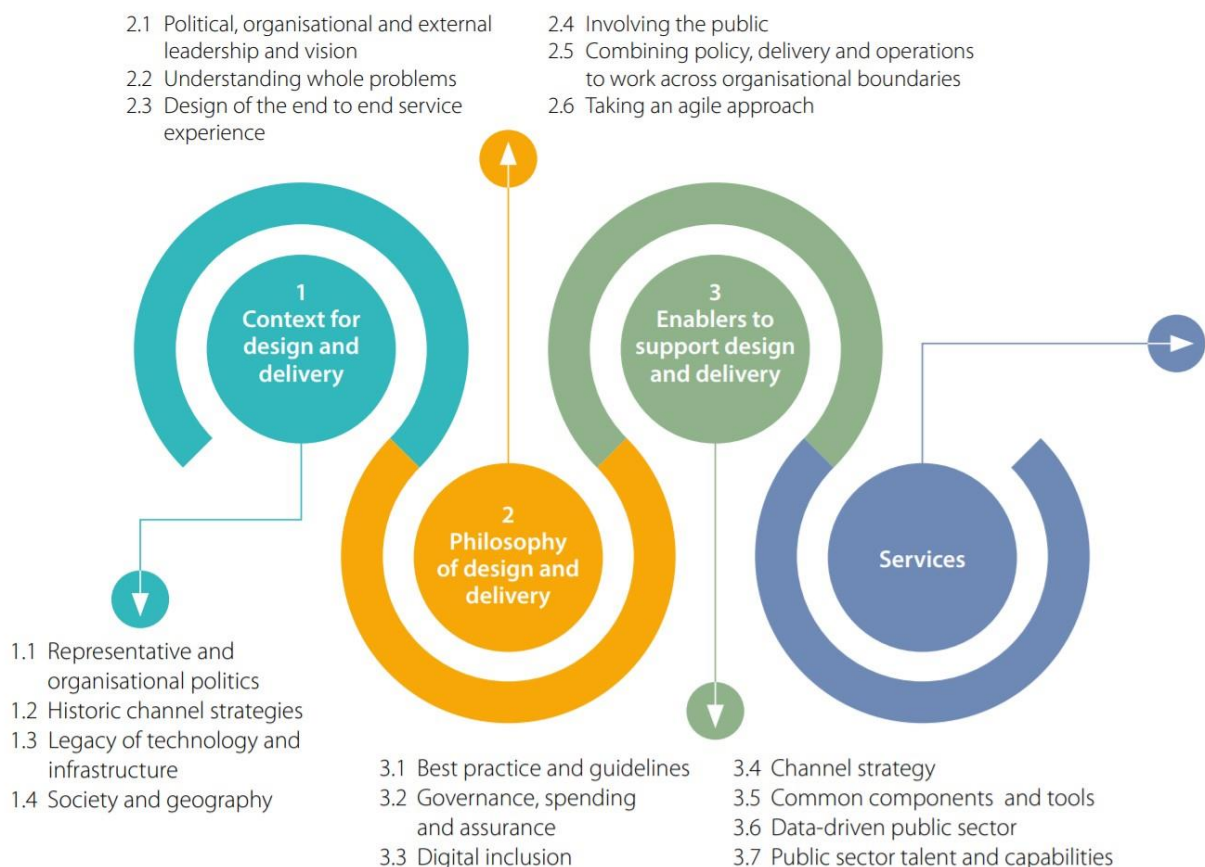 2.1 Political, organisational and external
leadership and vision
2.2 Understanding whole problems
2.3 Design of the end to end service
experience
2.4 Involving the public
2.5 Combining policy, delivery and operations
to work across organisational boundaries
2.6 Taking an agile approach
1
Context for
design and
delivery
3
Enablers to
support design
and delivery
2
Philosophy
of design and
delivery
Services
1.1 Representative and
organisational politics
1.2 Historic channel strategies
1.3 Legacy of technology and
infrastructure
1.4 Society and geography
3.1 Best practice and guidelines
3.2 Governance, spending
and assurance
3.3 Digital inclusion
3.4 Channel strategy
3.5 Common components and tools
3.6 Data-driven public sector
3.7 Public sector talent and capabilities